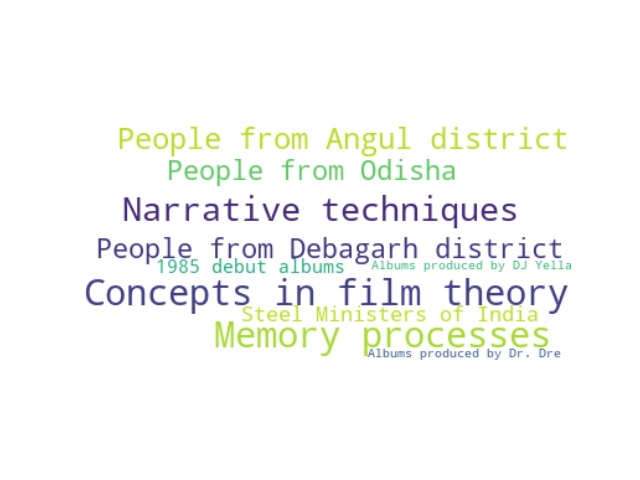 People from Angul district
People from Odisha
Narrative techniques
People from Debagarh district
1985 debut albums
Albums produced by DJ Yella
Concepts in film theory
Steel Ministers of India
Memory processes
Albums produced by Dr. Dre